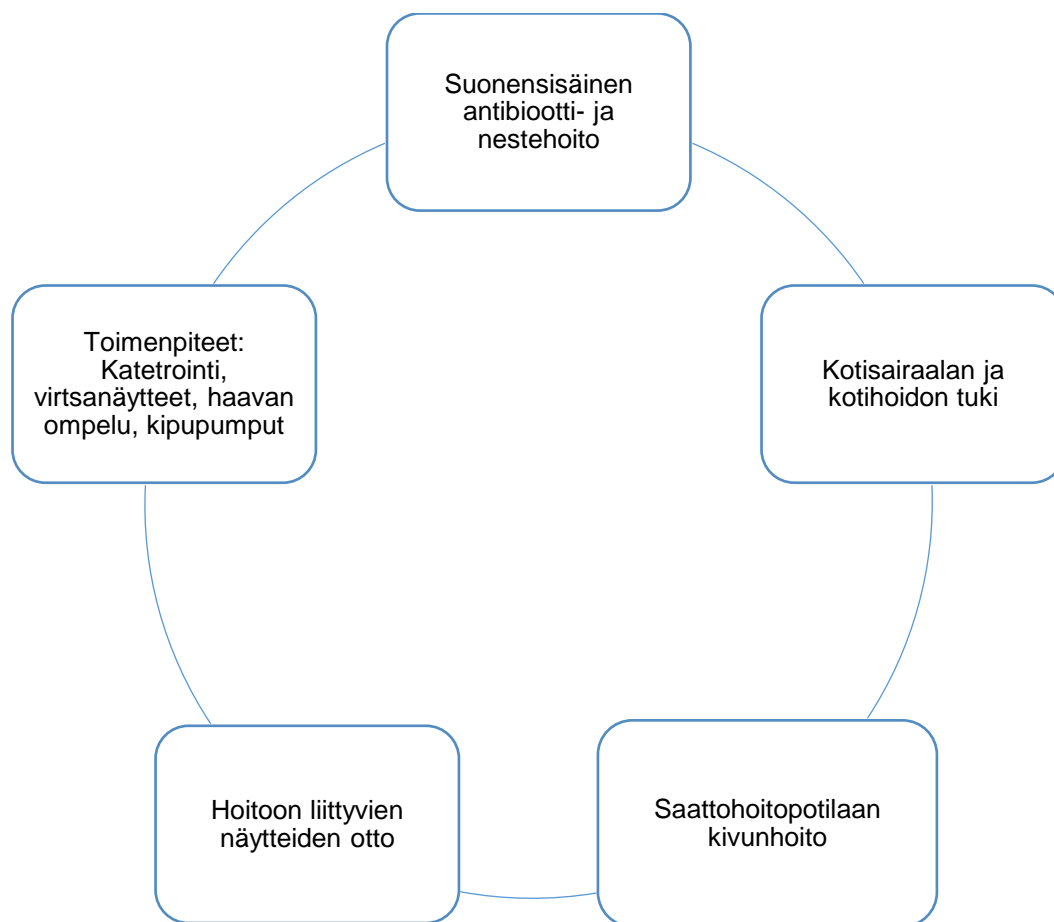 Suonensisäinen
antibiootti- ja
nestehoito
Kotisairaalan ja
kotihoidon tuki
Saattohoitopotilaan
kivunhoito
Hoitoon liittyvien
näytteiden otto
Toimenpiteet:
Katetrointi,
virtsanäytteet, haavan
ompelu, kipupumput